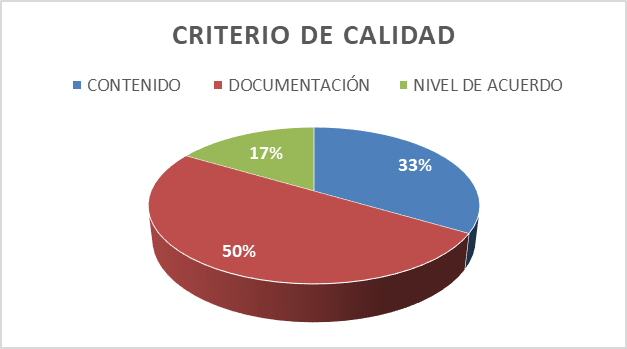 CRITERIO DE CALIDAD
CONTENIDO DOCUMENTACIÓN NIVEL DE ACUERDO
17% 33%
50%